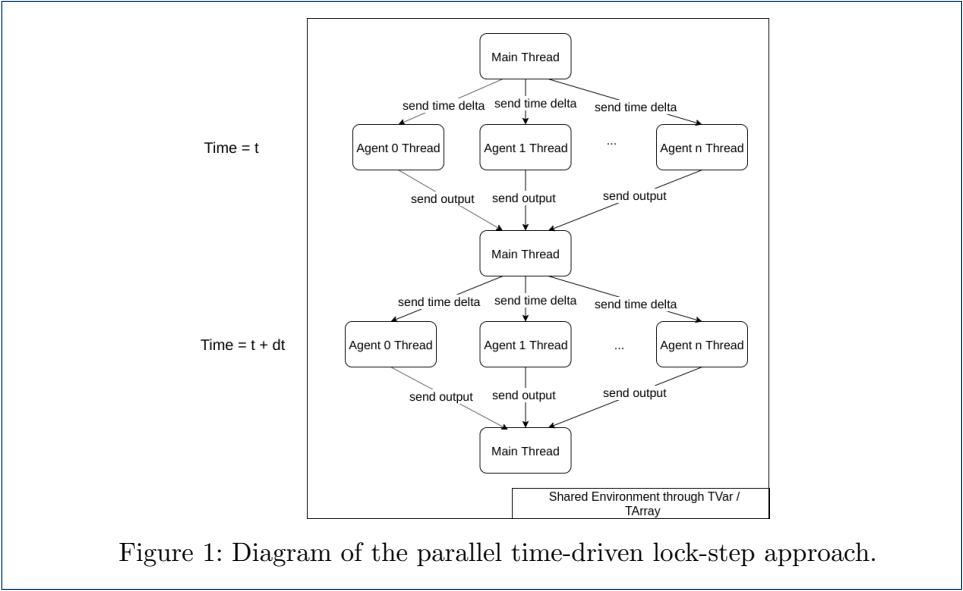 Main Thread
send time delta
send time delta
send time delta
Time = t
Agent 0 Thread
Agent 1 Thread
...
Agent n Thread
send output
send output
send output
Main Thread
send time delta
send time delta
send time delta
Time = t + dt
Agent 0 Thread
Agent 1 Thread
...
Agent n Thread
send output
send output
send output
Main Thread
Shared Environment through TVar /
TArray
Figure 1: Diagram of the parallel time-driven lock-step approach.